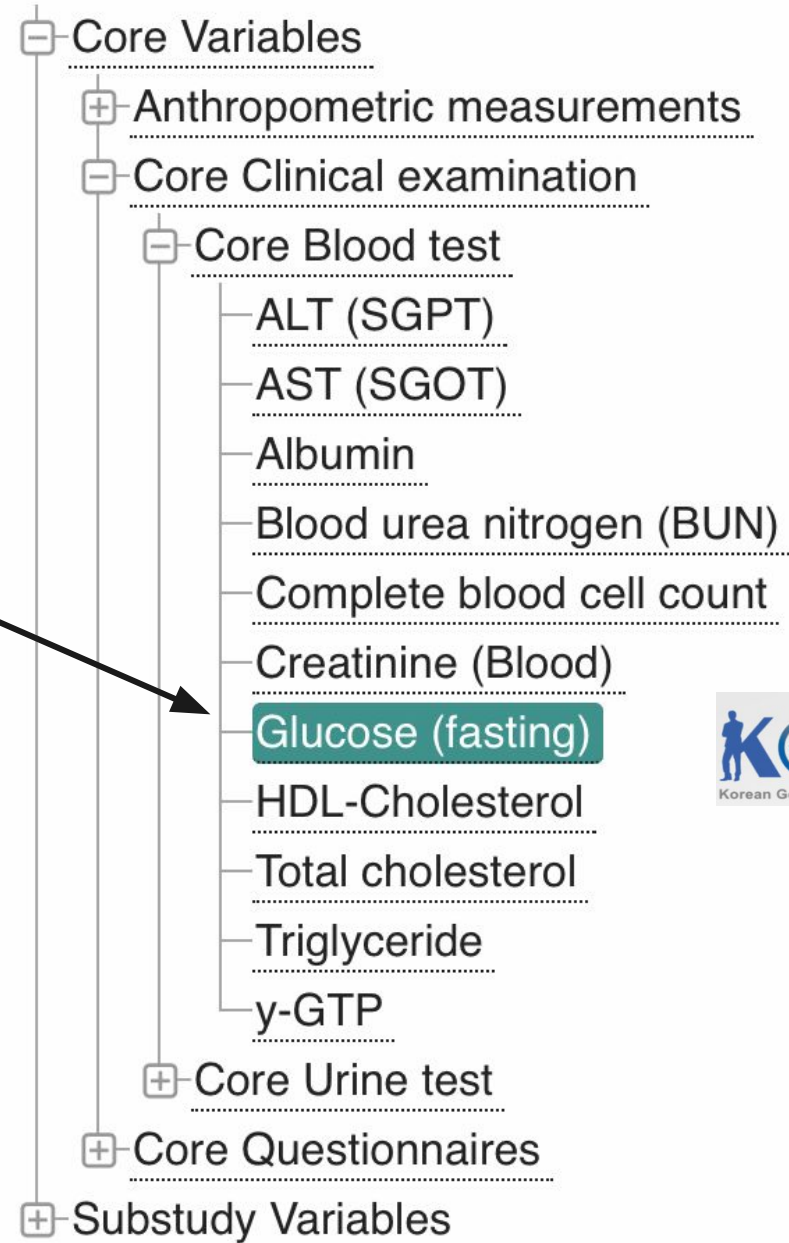 Core Variables
Anthropometric measurements
Core Clinical examination
Core Blood test
ALT (SGPT)
AST (SGOT)
Albumin
Blood urea nitrogen (BUN)
Complete blood cell count
Creatinine (Blood)
Glucose (fasting)
HDL-Cholesterol
Korean
Total cholesterol
Triglyceride
y-GTP
Core Urine test
Core Questionnaires
Substudy Variables